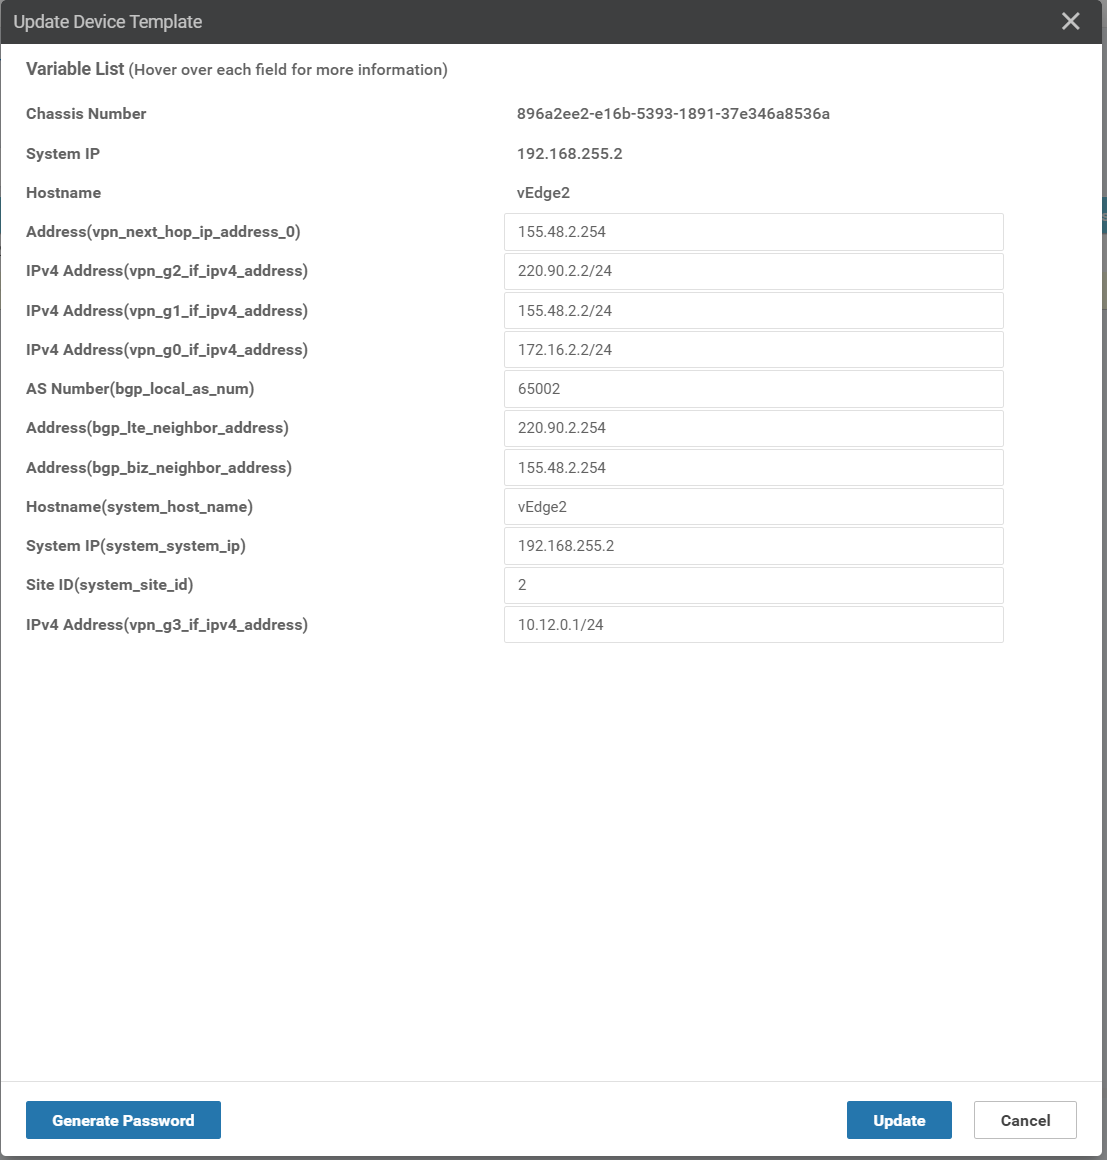 Update Device Template
Variable List (Hover over each field for more information)
Chassis Number 896a2ee2-e16b-5393-1891-37e346a8536a
System IP 192.168.255.2
Hostname vEdge2
Address(vpn_next_hop_ip_address_0) 155.48.2.254
IPv4 Address(vpn_g2_if_ipv4_address) 220.90.2.2/24
IPv4 Address(vpn_g1_if_ipv4_address) 155.48.2.2/24
IPv4 Address(vpn_g0_if_ipv4_address) 172.16.2.2/24
AS Number(bgp_local_as_num) 65002
Address(bgp_lte_neighbor_address) 220.90.2.254
Address(bgp_biz_neighbor_address) 155.48.2.254
Hostname(system_host_name) vEdge2
System IP(system_system_ip) 192.168.255.2
Site ID(system_site_id) 2
IPv4 Address(vpn_g3_if_ipv4_address) 10.12.0.1/24
Generate Password Update Cancel